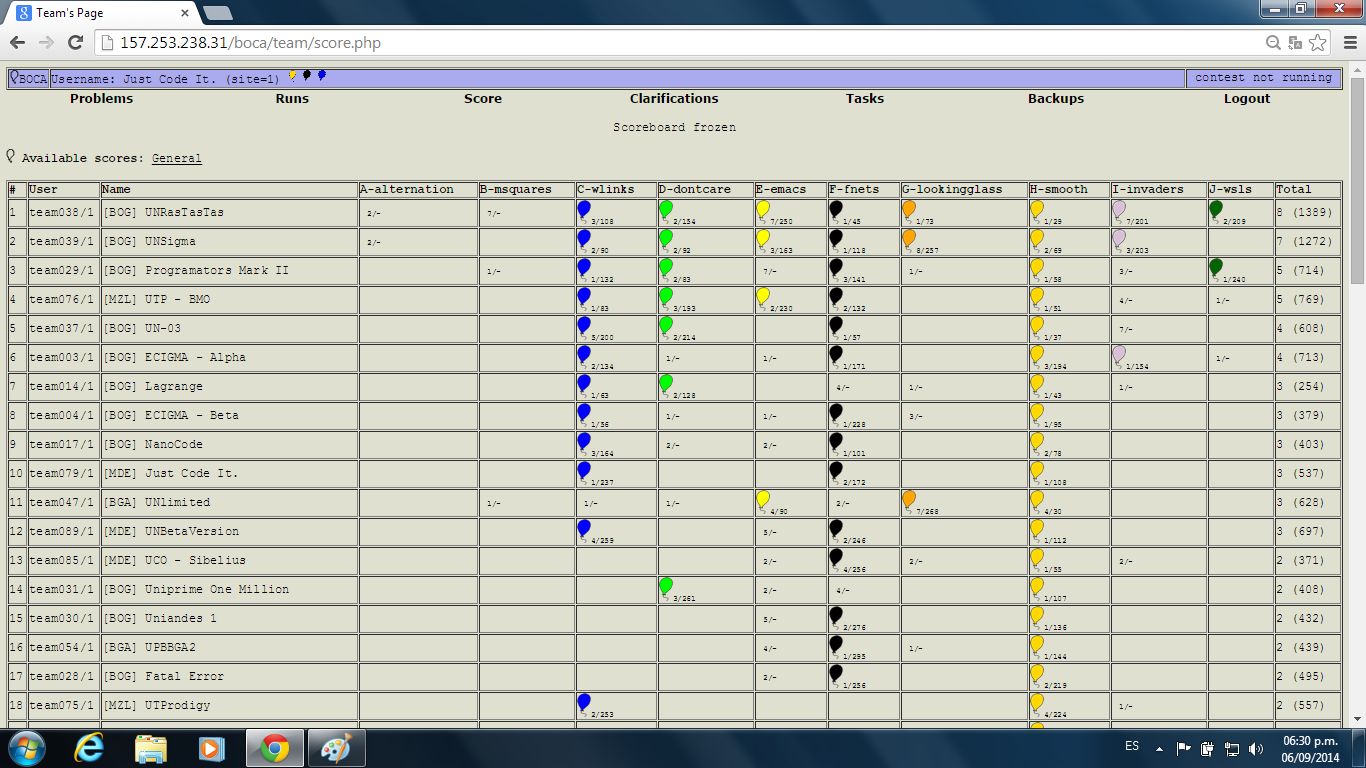 Team's Page
157.253.238.31/boca/team/score.php
BOCA Username: Just Code It. (site=1) contest not running
Problems Runs Score Clarifications Tasks Backups Logout
Scoreboard frozen
Available scores: General
# User Name A-alternation B-msquares C-wlinks D-dontcare E-emacs F-fnets G-lookingglass H-smooth I-invaders J-wsls Total
1 team038/1 [BOG] UNRasTasTas 2/- 7/- 3/108 2/154 7/250 1/45 1/73 1/29 7/201 2/209 8 (1389)
2 team039/1 [BOG] UNSigma 2/- 2/90 2/92 3/163 1/118 8/257 2/69 3/203 7 (1272)
3 team029/1 [BOG] Programators Mark II 1/- 1/132 2/83 7/- 3/141 1/- 1/58 3/- 1/240 5 (714)
4 team076/1 [MZL] UTP - BMO 1/83 3/193 2/230 2/132 1/51 4/- 1/- 5 (769)
5 team037/1 [BOG] UN-03 5/200 2/214 1/57 1/37 7/- 4 (608)
6 team003/1 [BOG] ECIGMA - Alpha 2/134 1/- 1/- 1/171 3/194 1/154 1/- 4 (713)
7 team014/1 [BOG] Lagrange 1/63 2/128 4/- 1/- 1/43 1/- 3 (254)
8 team004/1 [BOG] ECIGMA - Beta 1/56 1/- 1/- 1/228 3/- 1/95 3 (379)
9 team017/1 [BOG] NanoCode 3/164 2/- 2/- 1/101 2/78 3 (403)
10 team079/1 [MDE] Just Code It. 1/237 2/172 1/108 3 (537)
11 team047/1 [BGA] UNlimited 1/- 1/- 1/- 4/90 2/- 7/268 4/30 3 (628)
12 team089/1 [MDE] UNBetaVersion 4/259 5/- 2/246 1/112 3 (697)
13 team085/1 [MDE] UCO - Sibelius 2/- 4/256 2/- 1/55 2/- 2 (371)
14 team031/1 [BOG] Uniprime One Million 3/261 2/- 4/- 1/107 2 (408)
15 team030/1 [BOG] Uniandes 1 5/- 2/276 1/136 2 (432)
16 team054/1 [BGA] UPBBGA2 4/- 1/295 1/- 1/144 2 (439)
17 team028/1 [BOG] Fatal Error 2/- 1/256 2/219 2 (495)
18 team075/1 [MZL] UTProdigy 2/253 4/224 1/- 2 (557)
ES 06:30 p.m.
06/09/2014